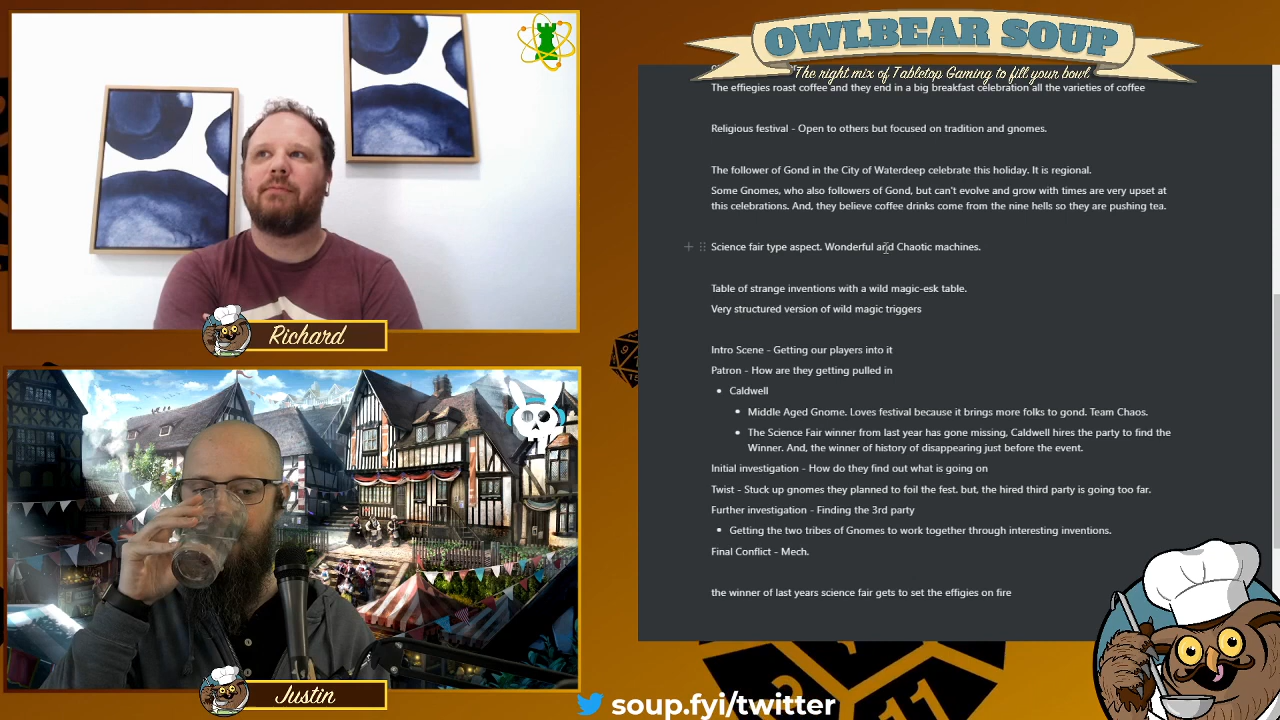 OWLBEAR SOUP
The right mix of Tabletop Gaming to fill your bowl
The effiegies roast coffee and they end in a big breakfast celebration all the varieties of coffee
Religious festival - Open to others but focused on tradition and gnomes.
The follower of Gond in the City of Waterdeep celebrate this holiday. It is regional.
Some Gnomes, who also followers of Gond, but can't evolve and grow with times are very upset at
this celebrations. And, they believe coffee drinks come from the nine hells so they are pushing tea.
Science fair type aspect. Wonderful and Chaotic machines.
Table of strange inventions with a wild magic-esk table.
Very structured version of wild magic triggers
Intro Scene - Getting our players into it
Patron - How are they getting pulled in
• Caldwell
• Middle Aged Gnome. Loves festival because it brings more folks to gond. Team Chaos.
• The Science Fair winner from last year has gone missing, Caldwell hires the party to find the
Winner. And, the winner of history of disappearing just before the event.
Initial investigation - How do they find out what is going on
Twist - Stuck up gnomes they planned to foil the fest. but, the hired third party is going too far.
Further investigation - Finding the 3rd party
• Getting the two tribes of Gnomes to work together through interesting inventions.
Final Conflict - Mech.
the winner of last years science fair gets to set the effigies on fire
Richard
Justin
soup.fyi/twitter
11